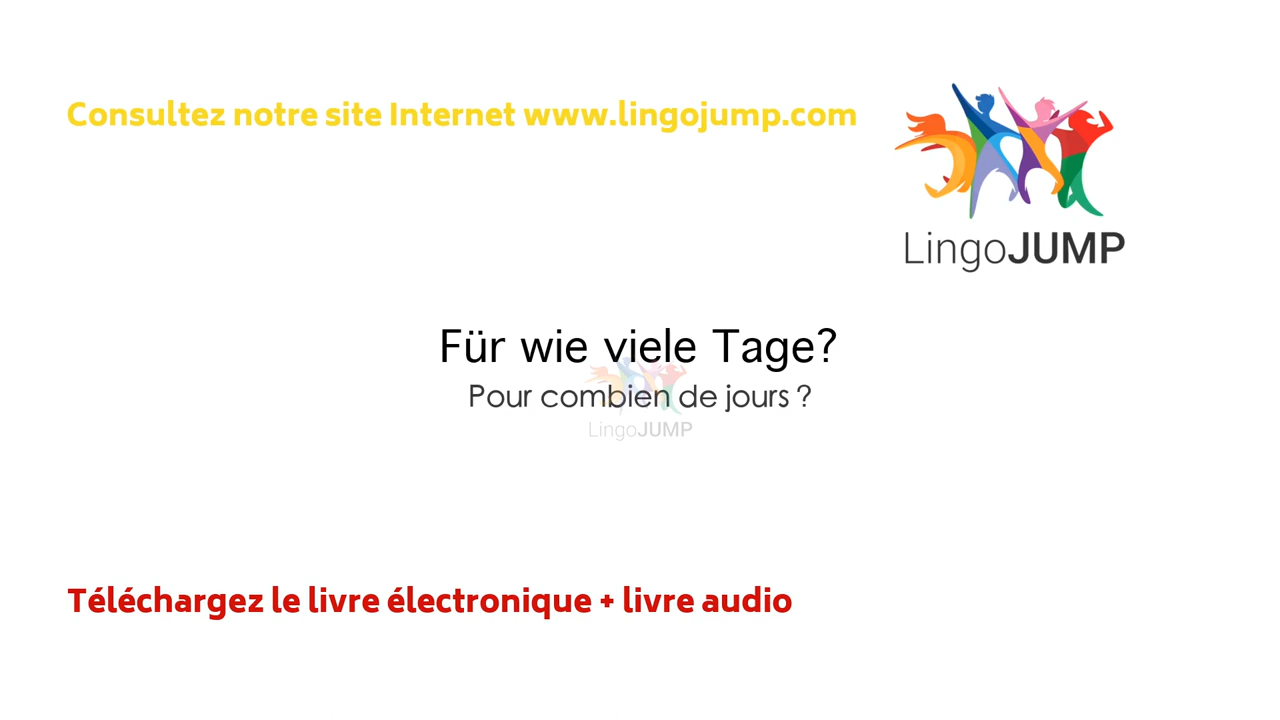 Consultez notre site Internet www.lingojump.com
LingoJUMP
Für wie viele Tage?
Pour combien de jours ?
LingoJUMP
Téléchargez le livre électronique + livre audio